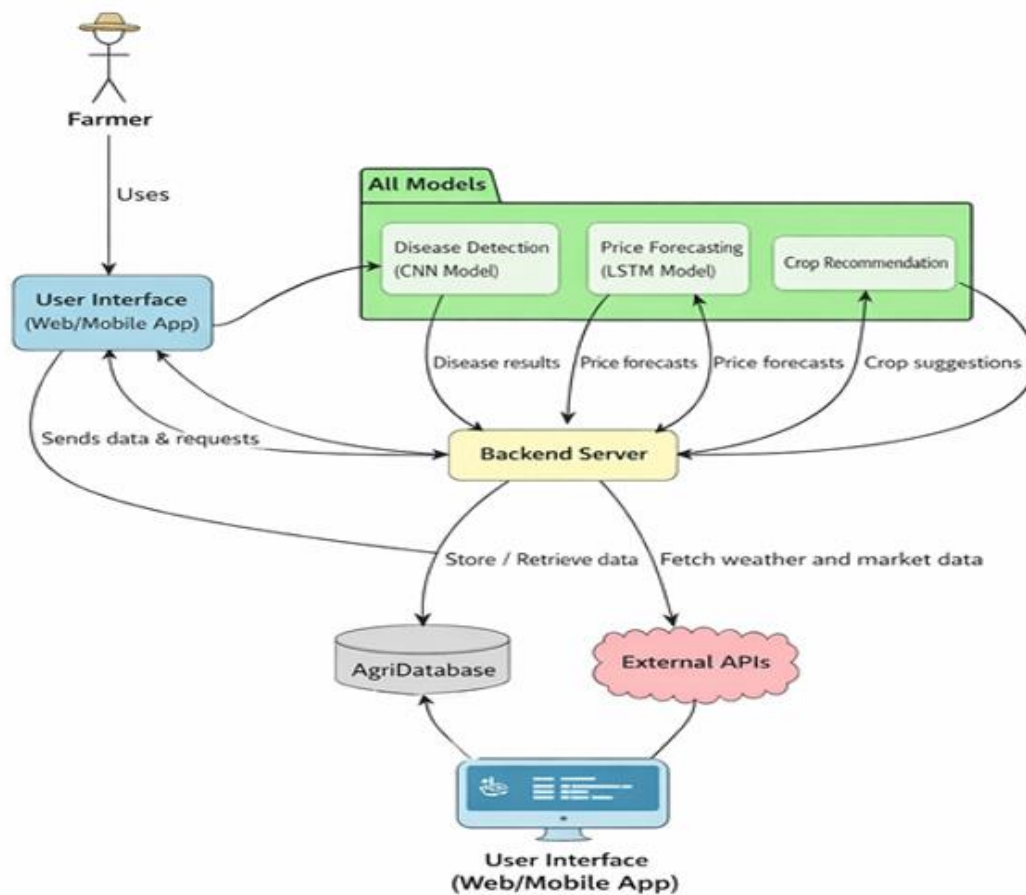 Farmer
Uses
All Models
Disease Detection
(CNN Model)
Price Forecasting
(LSTM Model)
Crop Recommendation
User Interface
(Web/Mobile App)
Disease results
Price forecasts
Price forecasts
Crop suggestions
Sends data & requests
Backend Server
Store / Retrieve data
Fetch weather and market data
AgriDatabase
External APIs
User Interface
(Web/Mobile App)